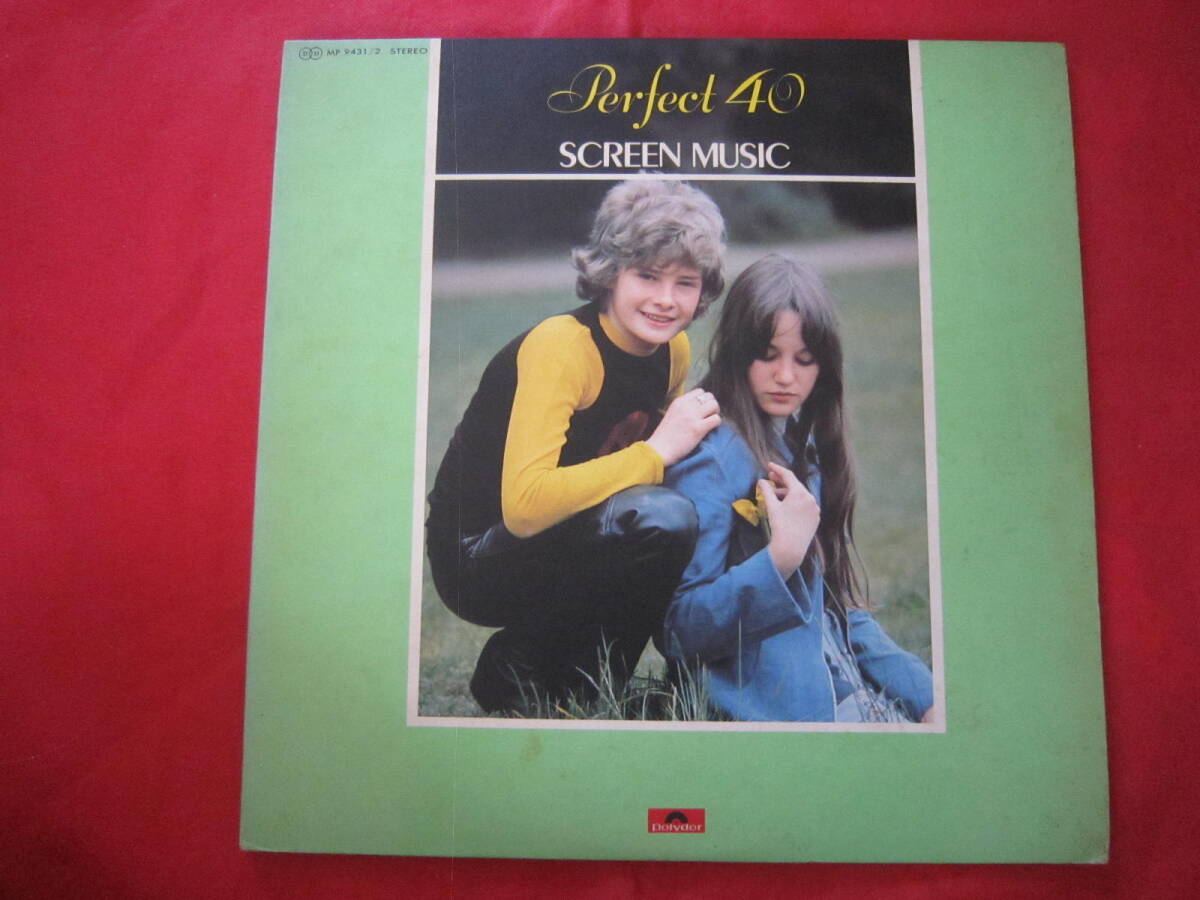 MP 9431/2 STEREO
Perfect 40
SCREEN MUSIC
Polydor